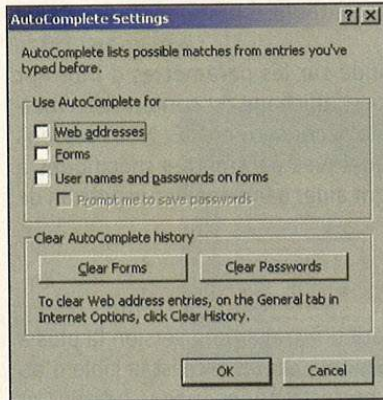 AutoComplete Settings
AutoComplete lists possible matches from entries you've
typed before.
Use AutoComplete for
Web addresses
Forms
User names and passwords on forms
Prompt me to save passwords
Clear AutoComplete history
Clear Forms Clear Passwords
To clear Web address entries, on the General tab in
Internet Options, click Clear History.
OK Cancel